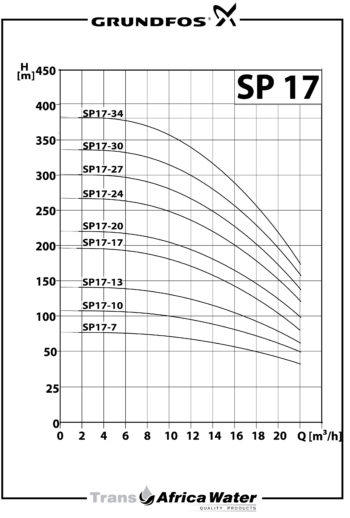 GRUNDFOS
H
[m]
450
SP 17
400
SP17-34
350
SP17-30
300
SP17-27
SP17-24
250
SP17-20
200
SP17-17
150
SP17-13
100
SP17-10
SP17-7
50
25
0
0 2 4 6 8 10 12 14 16 18 20 Q [m³/h]
Trans Africa Water
QUALITY PRODUCTS